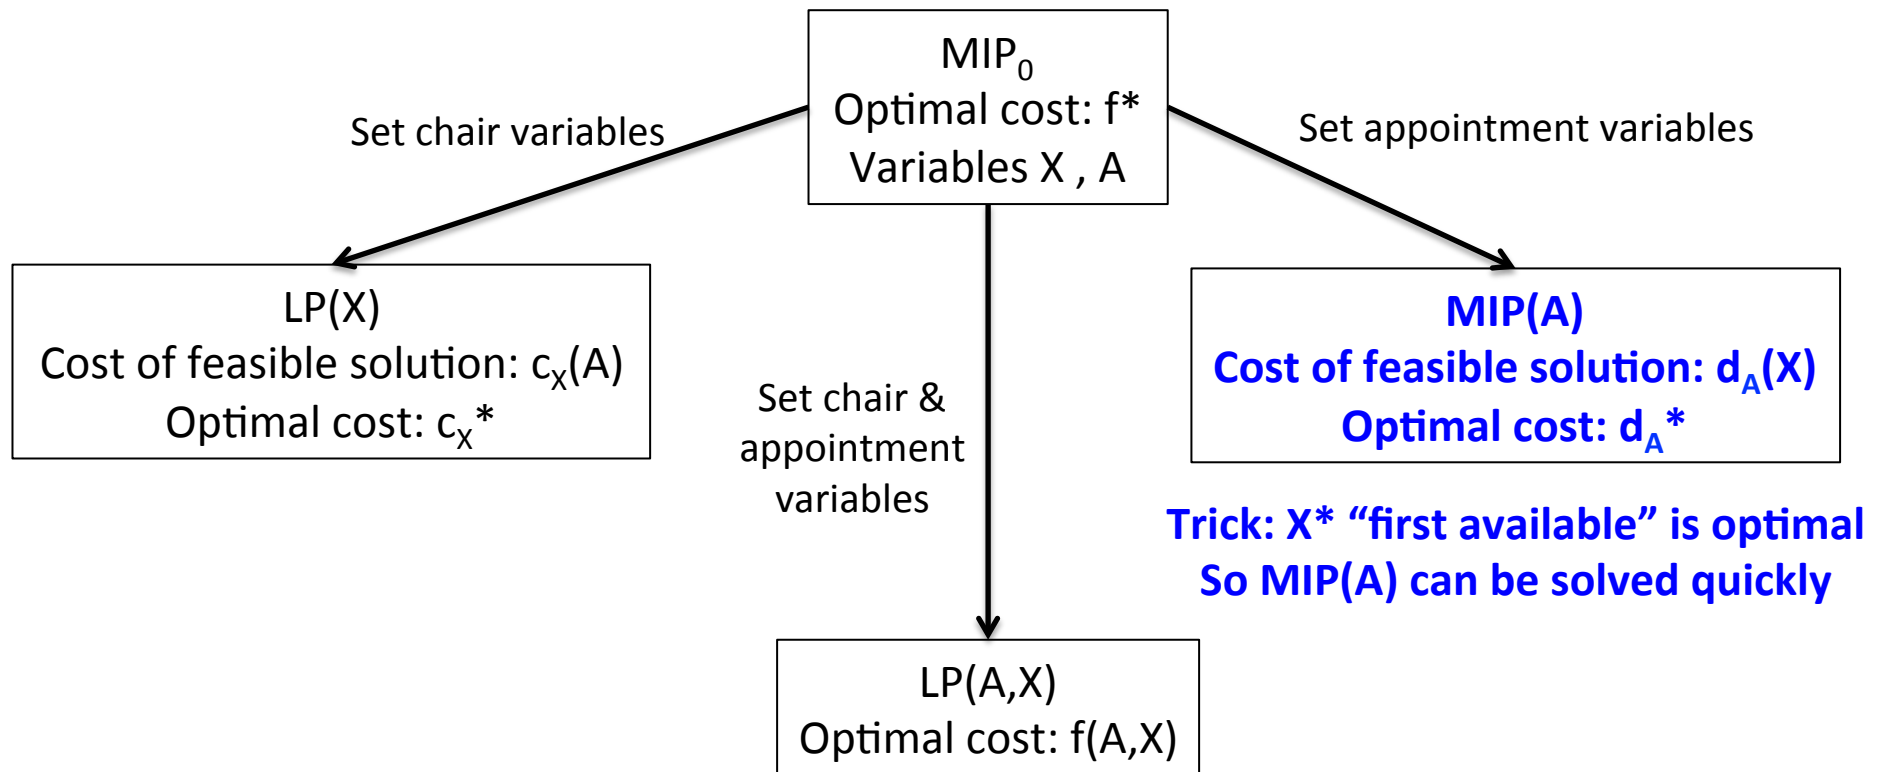 MIP₀
Optimal cost: f*
Variables X , A
Set chair variables
Set appointment variables
LP(X)
Cost of feasible solution: cₓ(A)
Optimal cost: cₓ*
Set chair &
appointment
variables
MIP(A)
Cost of feasible solution: d_A(X)
Optimal cost: d_A*
Trick: X* “first available” is optimal
So MIP(A) can be solved quickly
LP(A,X)
Optimal cost: f(A,X)